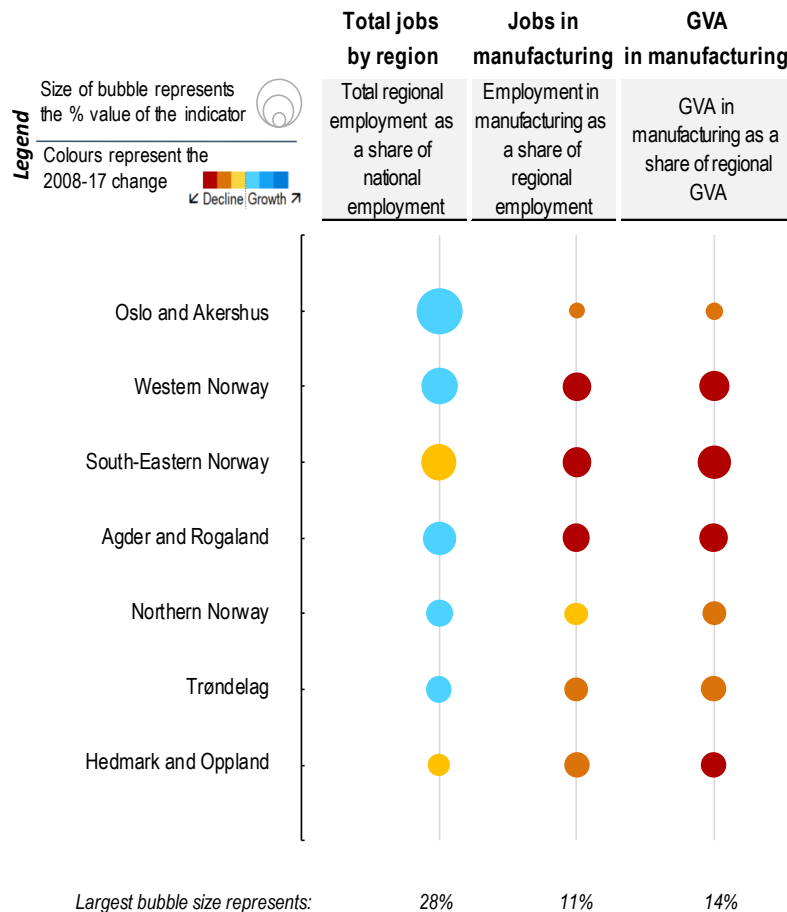 Total jobs
by region
Jobs in
manufacturing
GVA
in manufacturing
Legend
Size of bubble represents
the % value of the indicator
Colours represent the
2008-17 change
↙ Decline Growth ↗
Total regional
employment as
a share of
national
employment
Employment in
manufacturing as
a share of
regional
employment
GVA in
manufacturing as a
share of regional
GVA
Oslo and Akershus
Western Norway
South-Eastern Norway
Agder and Rogaland
Northern Norway
Trøndelag
Hedmark and Oppland
Largest bubble size represents: 28% 11% 14%